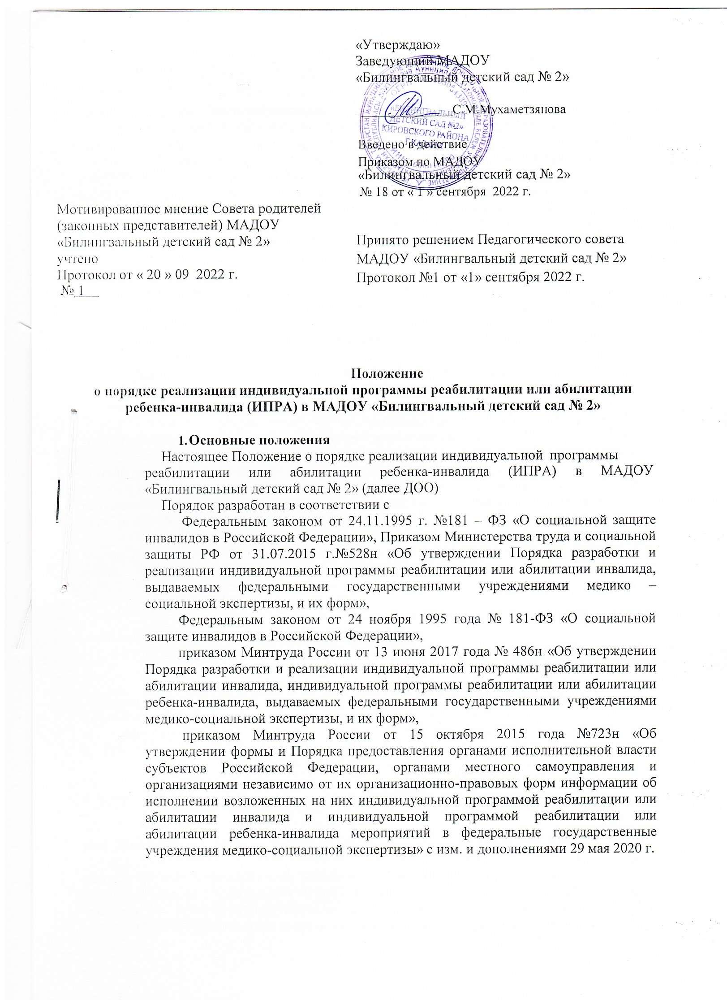 «Утверждаю»
Заведующий МАДОУ
«Билингвальный детский сад № 2»
С.М.Мухаметзянова
«БИЛИНГВАЛЬНЫЙ
ДЕТСКИЙ САД №2»
КИРОВСКОГО РАЙОНА
Введено в действие
Приказом по МАДОУ
«Билингвальный детский сад № 2»
№ 18 от « 1 » сентября 2022 г.
Мотивированное мнение Совета родителей
(законных представителей) МАДОУ
«Билингвальный детский сад № 2»
учтено
Протокол от « 20 » 09 2022 г.
№ 1
Принято решением Педагогического совета
МАДОУ «Билингвальный детский сад № 2»
Протокол №1 от «1» сентября 2022 г.
Положение
о порядке реализации индивидуальной программы реабилитации или абилитации
ребенка-инвалида (ИПРА) в МАДОУ «Билингвальный детский сад № 2»
1. Основные положения
Настоящее Положение о порядке реализации индивидуальной программы
реабилитации или абилитации ребенка-инвалида (ИПРА) в МАДОУ
«Билингвальный детский сад № 2» (далее ДОО)
Порядок разработан в соответствии с
Федеральным законом от 24.11.1995 г. №181 – ФЗ «О социальной защите
инвалидов в Российской Федерации», Приказом Министерства труда и социальной
защиты РФ от 31.07.2015 г.№528н «Об утверждении Порядка разработки и
реализации индивидуальной программы реабилитации или абилитации инвалида,
выдаваемых федеральными государственными учреждениями медико –
социальной экспертизы, и их форм»,
Федеральным законом от 24 ноября 1995 года № 181-ФЗ «О социальной
защите инвалидов в Российской Федерации»,
приказом Минтруда России от 13 июня 2017 года № 486н «Об утверждении
Порядка разработки и реализации индивидуальной программы реабилитации или
абилитации инвалида, индивидуальной программы реабилитации или абилитации
ребенка-инвалида, выдаваемых федеральными государственными учреждениями
медико-социальной экспертизы, и их форм»,
приказом Минтруда России от 15 октября 2015 года №723н «Об
утверждении формы и Порядка предоставления органами исполнительной власти
субъектов Российской Федерации, органами местного самоуправления и
организациями независимо от их организационно-правовых форм информации об
исполнении возложенных на них индивидуальной программой реабилитации или
абилитации инвалида и индивидуальной программой реабилитации или
абилитации ребенка-инвалида мероприятий в федеральные государственные
учреждения медико-социальной экспертизы» с изм. и дополнениями 29 мая 2020 г.